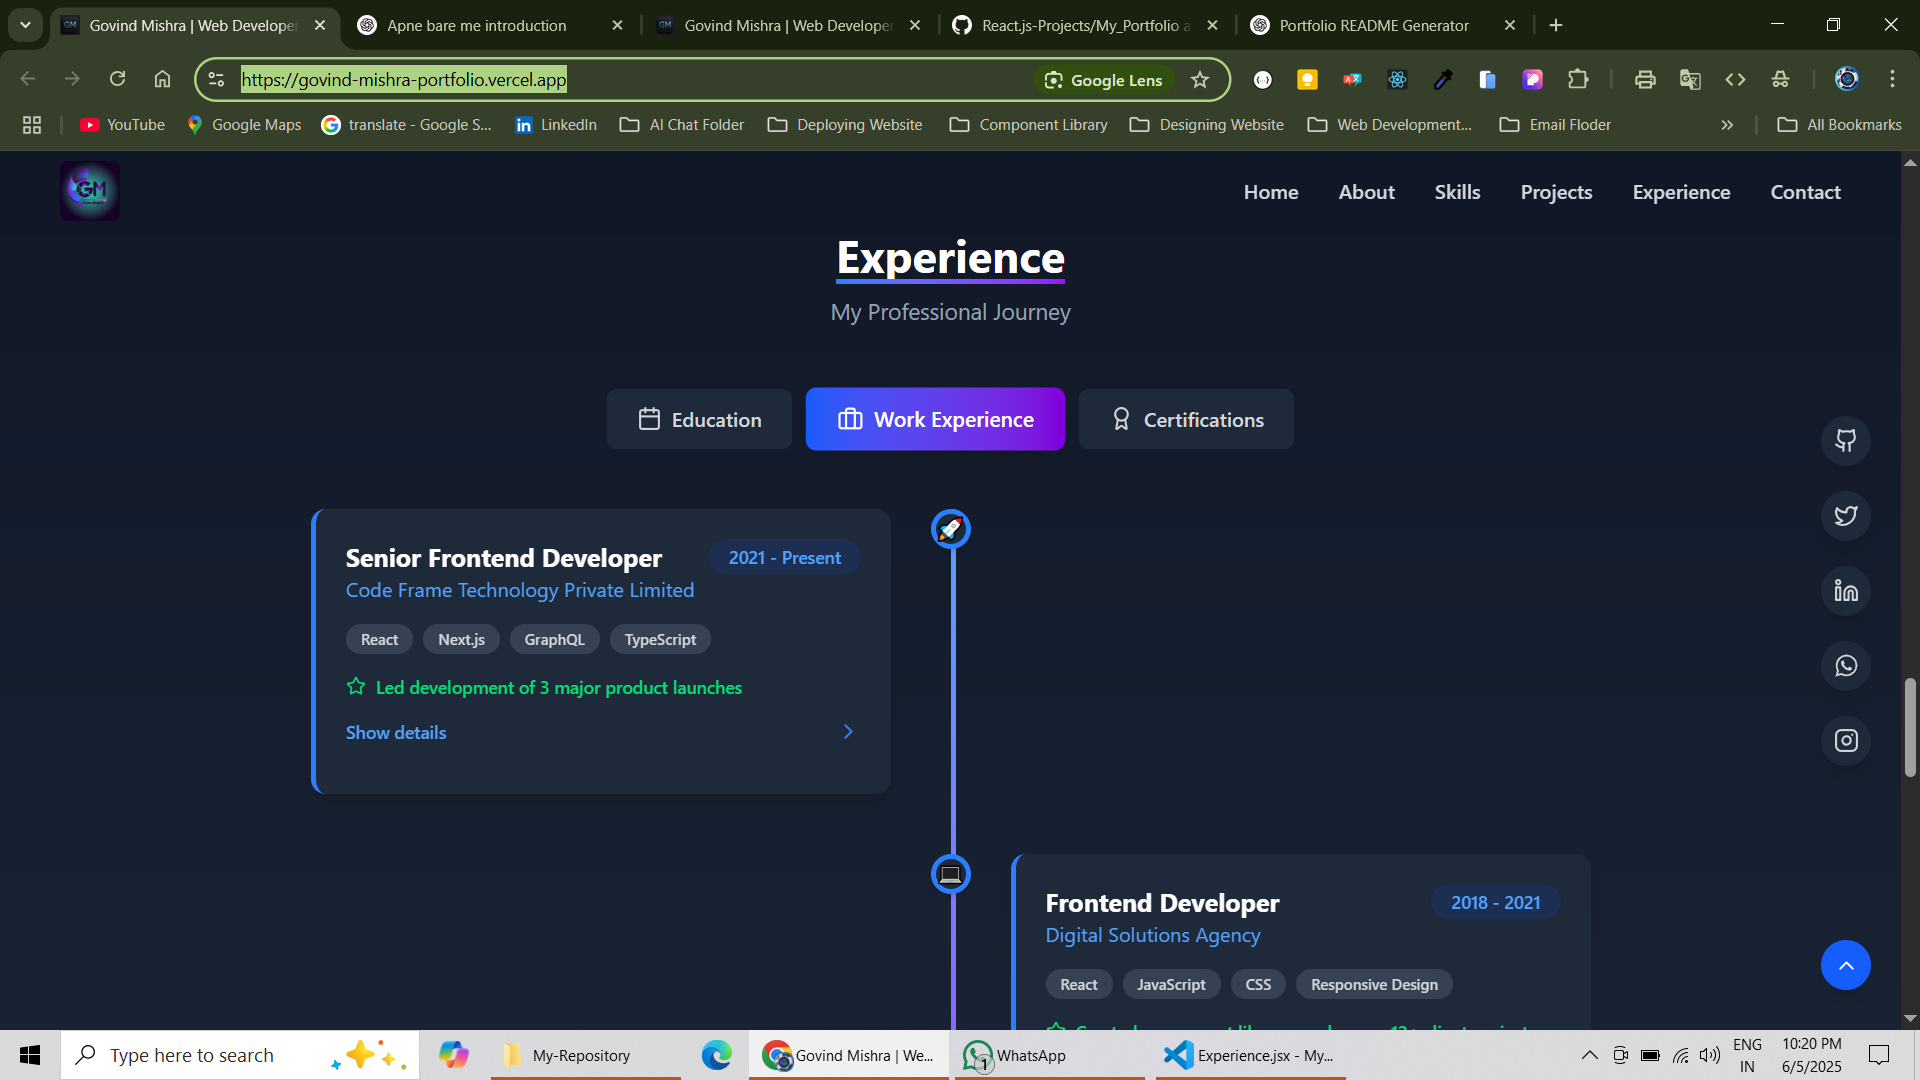 Govind Mishra | Web Developer
Apne bare me introduction
Govind Mishra | Web Developer
React.js-Projects/My_Portfolio a
Portfolio README Generator
https://govind-mishra-portfolio.vercel.app
Google Lens
YouTube
Google Maps
translate - Google S...
LinkedIn
AI Chat Folder
Deploying Website
Component Library
Designing Website
Web Development...
Email Floder
All Bookmarks
GM
Home
About
Skills
Projects
Experience
Contact
Experience
My Professional Journey
Education
Work Experience
Certifications
Senior Frontend Developer
2021 - Present
Code Frame Technology Private Limited
React
Next.js
GraphQL
TypeScript
Led development of 3 major product launches
Show details
Frontend Developer
2018 - 2021
Digital Solutions Agency
React
JavaScript
CSS
Responsive Design
Type here to search
My-Repository
Govind Mishra | We...
1
WhatsApp
Experience.jsx - My...
ENG
IN
10:20 PM
6/5/2025